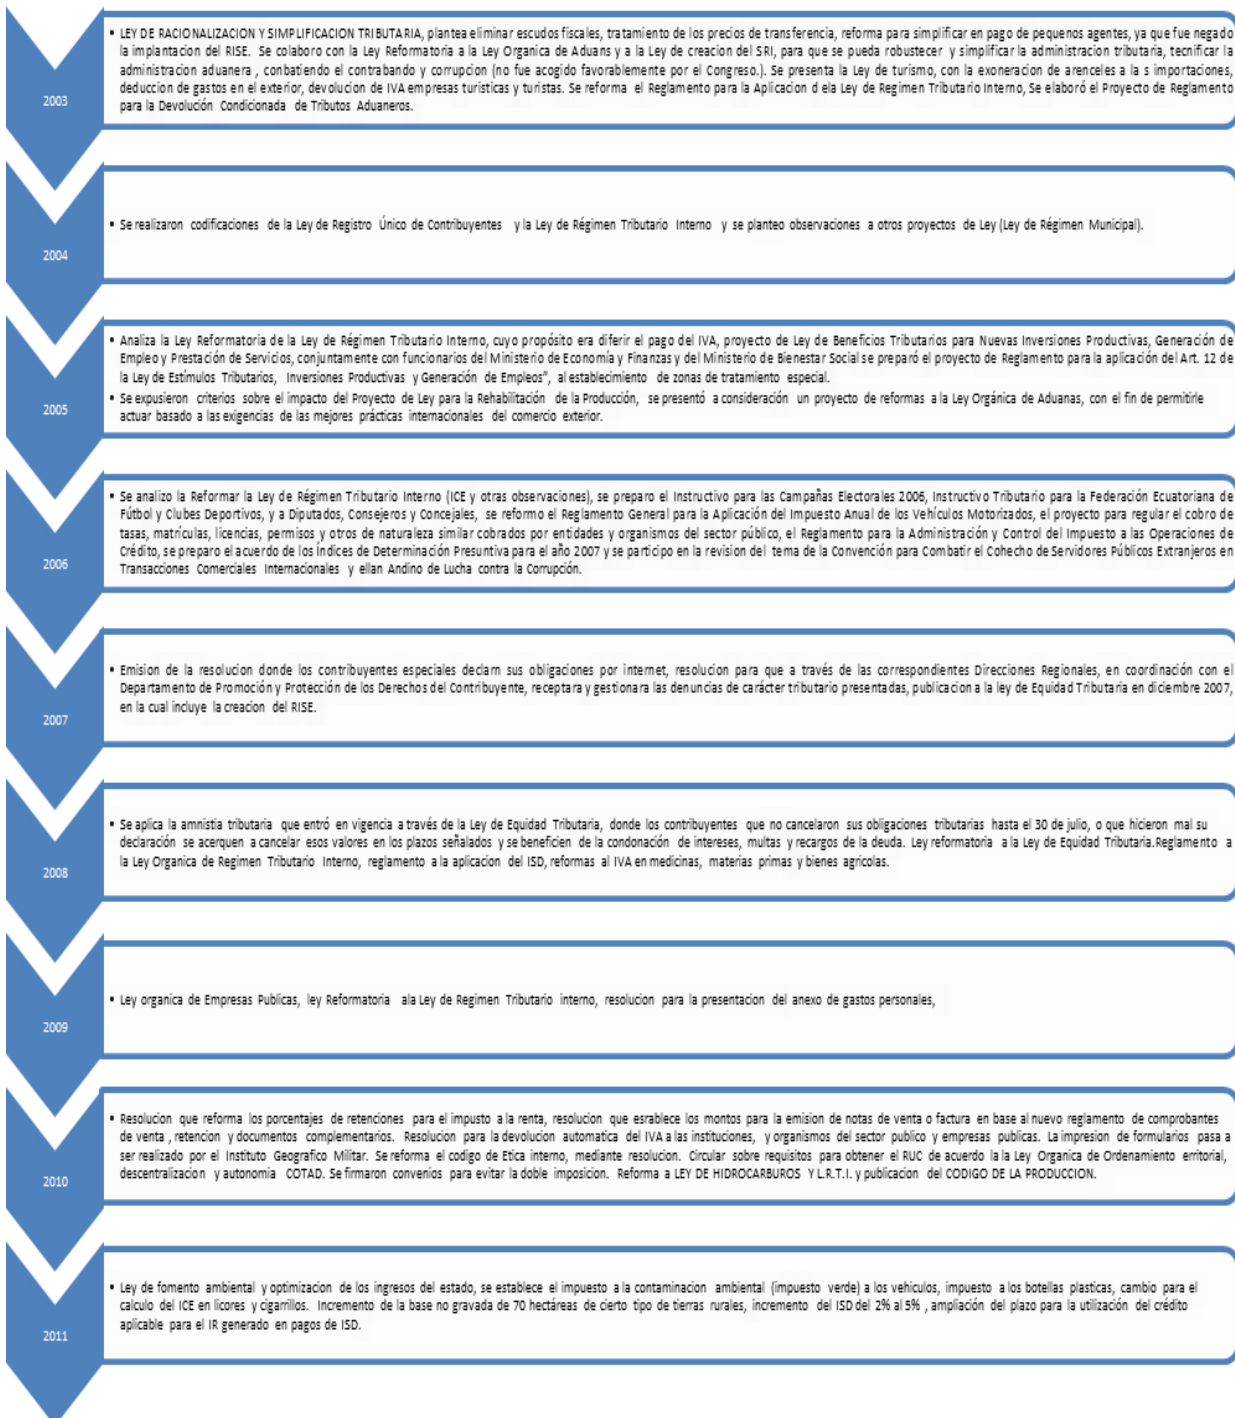 • LEY DE RACIONALIZACION Y SIMPLIFICACION TRIBUTARIA, plantea eliminar escudos fiscales, tratamiento de los precios de transferencia, reforma para simplificar en pago de pequenos agentes, ya que fue negado
la implantacion del RISE. Se colaboro con la Ley Reformatoria a la Ley Organica de Aduans y a la Ley de creacion del SRI, para que se pueda robustecer y simplificar la administracion tributaria, tecnificar la
administracion aduanera , conbatiendo el contrabando y corrupcion (no fue acogido favorablemente por el Congreso.). Se presenta la Ley de turismo, con la exoneracion de arenceles a la s importaciones,
deduccion de gastos en el exterior, devolucion de IVA empresas turisticas y turistas. Se reforma el Reglamento para la Aplicacion d ela Ley de Regimen Tributario Interno, Se elaboró el Proyecto de Reglamento
para la Devolución Condicionada de Tributos Aduaneros.
2003
• Se realizaron codificaciones de la Ley de Registro Único de Contribuyentes y la Ley de Régimen Tributario Interno y se planteo observaciones a otros proyectos de Ley (Ley de Régimen Municipal).
2004
• Analiza la Ley Reformatoria de la Ley de Régimen Tributario Interno, cuyo propósito era diferir el pago del IVA, proyecto de Ley de Beneficios Tributarios para Nuevas Inversiones Productivas, Generación de
Empleo y Prestación de Servicios, conjuntamente con funcionarios del Ministerio de Economía y Finanzas y del Ministerio de Bienestar Social se preparó el proyecto de Reglamento para la aplicación del Art. 12 de
la Ley de Estímulos Tributarios, Inversiones Productivas y Generación de Empleos", al establecimiento de zonas de tratamiento especial.
• Se expusieron criterios sobre el impacto del Proyecto de Ley para la Rehabilitación de la Producción, se presentó a consideración un proyecto de reformas a la Ley Orgánica de Aduanas, con el fin de permitirle
actuar basado a las exigencias de las mejores prácticas internacionales del comercio exterior.
2005
• Se analizo la Reformar la Ley de Régimen Tributario Interno (ICE y otras observaciones), se preparo el Instructivo para las Campañas Electorales 2006, Instructivo Tributario para la Federación Ecuatoriana de
Fútbol y Clubes Deportivos, y a Diputados, Consejeros y Concejales, se reformo el Reglamento General para la Aplicación del Impuesto Anual de los Vehículos Motorizados, el proyecto para regular el cobro de
tasas, matrículas, licencias, permisos y otros de naturaleza similar cobrados por entidades y organismos del sector público, el Reglamento para la Administración y Control del Impuesto a las Operaciones de
Crédito, se preparo el acuerdo de los Índices de Determinación Presuntiva para el año 2007 y se participo en la revision del tema de la Convención para Combatir el Cohecho de Servidores Públicos Extranjeros en
Transacciones Comerciales Internacionales y ellan Andino de Lucha contra la Corrupción.
2006
• Emision de la resolucion donde los contribuyentes especiales declarn sus obligaciones por internet, resolucion para que a través de las correspondientes Direcciones Regionales, en coordinación con el
Departamento de Promoción y Protección de los Derechos del Contribuyente, receptara y gestionara las denuncias de carácter tributario presentadas, publicacion a la ley de Equidad Tributaria en diciembre 2007,
en la cual incluye la creacion del RISE.
2007
• Se aplica la amnistia tributaria que entró en vigencia a través de la Ley de Equidad Tributaria, donde los contribuyentes que no cancelaron sus obligaciones tributarias hasta el 30 de julio, o que hicieron mal su
declaración se acerquen a cancelar esos valores en los plazos señalados y se beneficien de la condonación de intereses, multas y recargos de la deuda. Ley reformatoria a la Ley de Equidad Tributaria.Reglamento a
la Ley Organica de Regimen Tributario Interno, reglamento a la aplicacion del ISD, reformas al IVA en medicinas, materias primas y bienes agricolas.
2008
• Ley organica de Empresas Publicas, ley Reformatoria ala Ley de Regimen Tributario interno, resolucion para la presentacion del anexo de gastos personales,
2009
• Resolucion que reforma los porcentajes de retenciones para el impusto a la renta, resolucion que esrablece los montos para la emision de notas de venta o factura en base al nuevo reglamento de comprobantes
de venta , retencion y documentos complementarios. Resolucion para la devolucion automatica del IVA a las instituciones, y organismos del sector publico y empresas publicas. La impresion de formularios pasa a
ser realizado por el Instituto Geografico Militar. Se reforma el codigo de Etica interno, mediante resolucion. Circular sobre requisitos para obtener el RUC de acuerdo la la Ley Organica de Ordenamiento erritorial,
descentralizacion y autonomia COTAD. Se firmaron convenios para evitar la doble imposicion. Reforma a LEY DE HIDROCARBUROS Y L.R.T.I. y publicacion del CODIGO DE LA PRODUCCION.
2010
• Ley de fomento ambiental y optimizacion de los ingresos del estado, se establece el impuesto a la contaminacion ambiental (impuesto verde) a los vehiculos, impuesto a los botellas plasticas, cambio para el
calculo del ICE en licores y cigarrillos. Incremento de la base no gravada de 70 hectáreas de cierto tipo de tierras rurales, incremento del ISD del 2% al 5% , ampliación del plazo para la utilización del crédito
aplicable para el IR generado en pagos de ISD.
2011